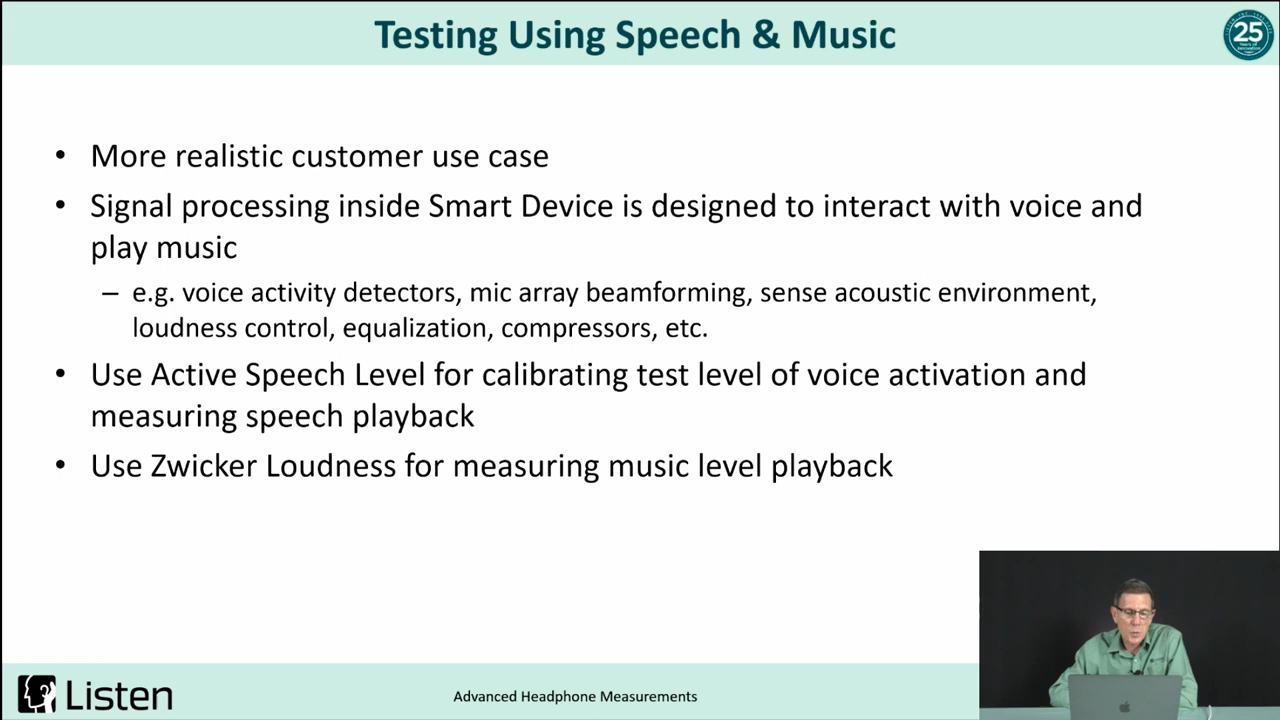 Testing Using Speech & Music
25
Years of
Innovation
• More realistic customer use case
• Signal processing inside Smart Device is designed to interact with voice and
play music
– e.g. voice activity detectors, mic array beamforming, sense acoustic environment,
loudness control, equalization, compressors, etc.
• Use Active Speech Level for calibrating test level of voice activation and
measuring speech playback
• Use Zwicker Loudness for measuring music level playback
Listen
Advanced Headphone Measurements